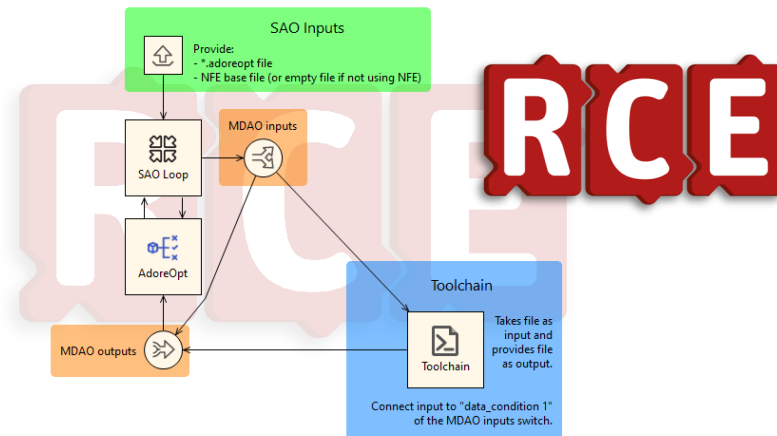 SAO Inputs
Provide:
- *.adoreopt file
- NFE base file (or empty file if not using NFE)
MDAO inputs
SAO Loop
AdoreOpt
MDAO outputs
Toolchain
Takes file as
input and
provides file
as output.
Toolchain
Connect input to "data_condition 1"
of the MDAO inputs switch.
RCE
RCE